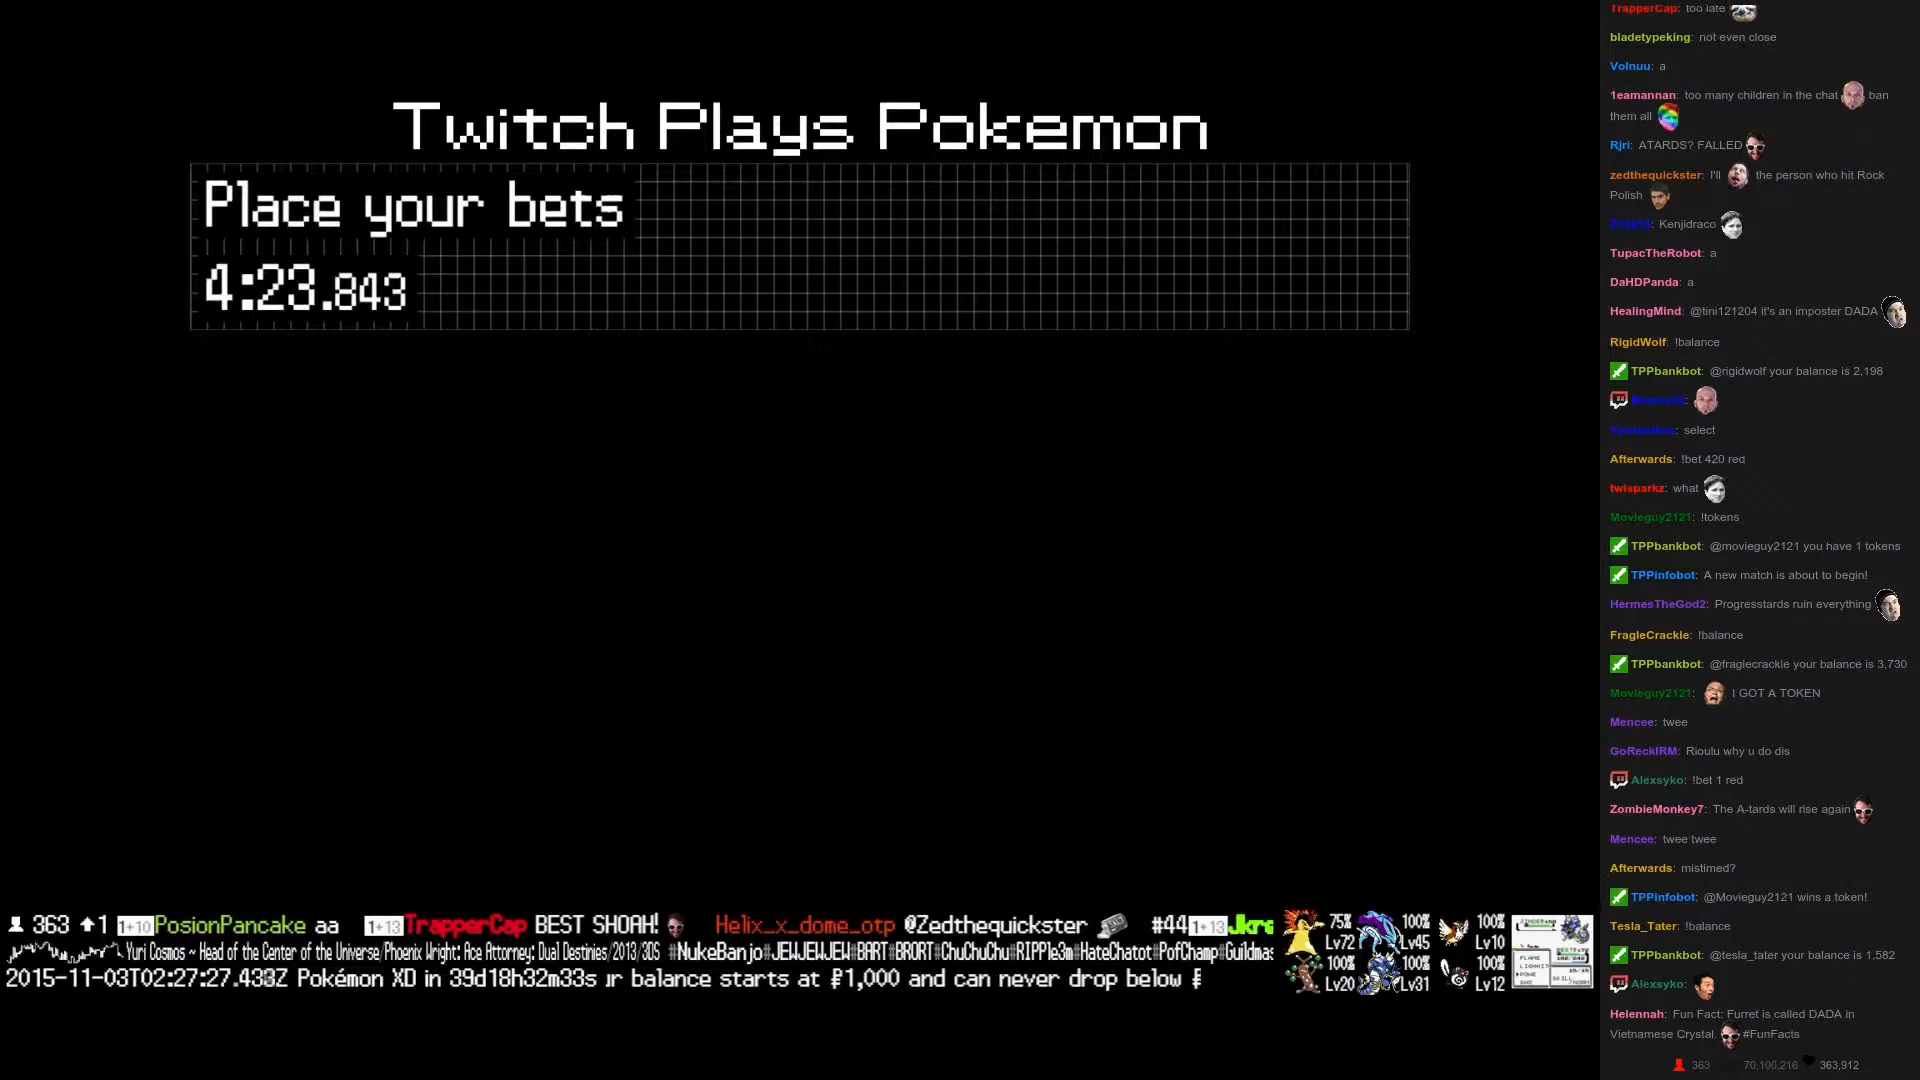 Twitch Plays Pokemon
Place your bets
4:23.843
TrapperCap: too late
bladetypeking: not even close
Volnuu: a
1eamannan: too many children in the chat ban
them all
Rjri: ATARDS? FALLED
zedthequickster: I'll the person who hit Rock
Polish
Kenjidraco
TupacTheRobot: a
DaHDPanda: a
HealingMind: @tini121204 it's an imposter DADA
RigidWolf: !balance
TPPbankbot: @rigidwolf your balance is 2,198
select
Afterwards: !bet 420 red
twisparkz: what
Movieguy2121: !tokens
TPPbankbot: @movieguy2121 you have 1 tokens
TPPinfobot: A new match is about to begin!
HermesTheGod2: Progresstards ruin everything
FragleCrackle: !balance
TPPbankbot: @fraglecrackle your balance is 3,730
Movieguy2121: I GOT A TOKEN
Mencee: twee
GoReckIRM: Rioulu why u do dis
Alexsyko: !bet 1 red
ZombieMonkey7: The A-tards will rise again
Mencee: twee twee
Afterwards: mistimed?
TPPinfobot: @Movieguy2121 wins a token!
Tesla_Tater: !balance
TPPbankbot: @tesla_tater your balance is 1,582
Alexsyko:
Helennah: Fun Fact: Furret is called DADA in
Vietnamese Crystal. #FunFacts
363 70,100,216 363,912
363 1 1+10 PosionPancake aa 1+13 TrapperCap BEST SHOAH! Helix_x_dome_otp @Zedthequickster #44 1+13 Jkre
Yuri Cosmos ~ Head of the Center of the Universe/Phoenix Wright: Ace Attorney: Dual Destinies/2013/3DS #NukeBanjo#JEWJEWJEW#BART#BRORT#ChuChuChu#RIPPle3m#HateChatot#PofChamp#buildmas
2015-11-03T02:27:27.438Z Pokémon XD in 39d18h32m33s ur balance starts at ₽1,000 and can never drop below ₽
75% 100% 100%
Lv72 Lv45 Lv10
100% 100% 100%
Lv20 Lv31 Lv12